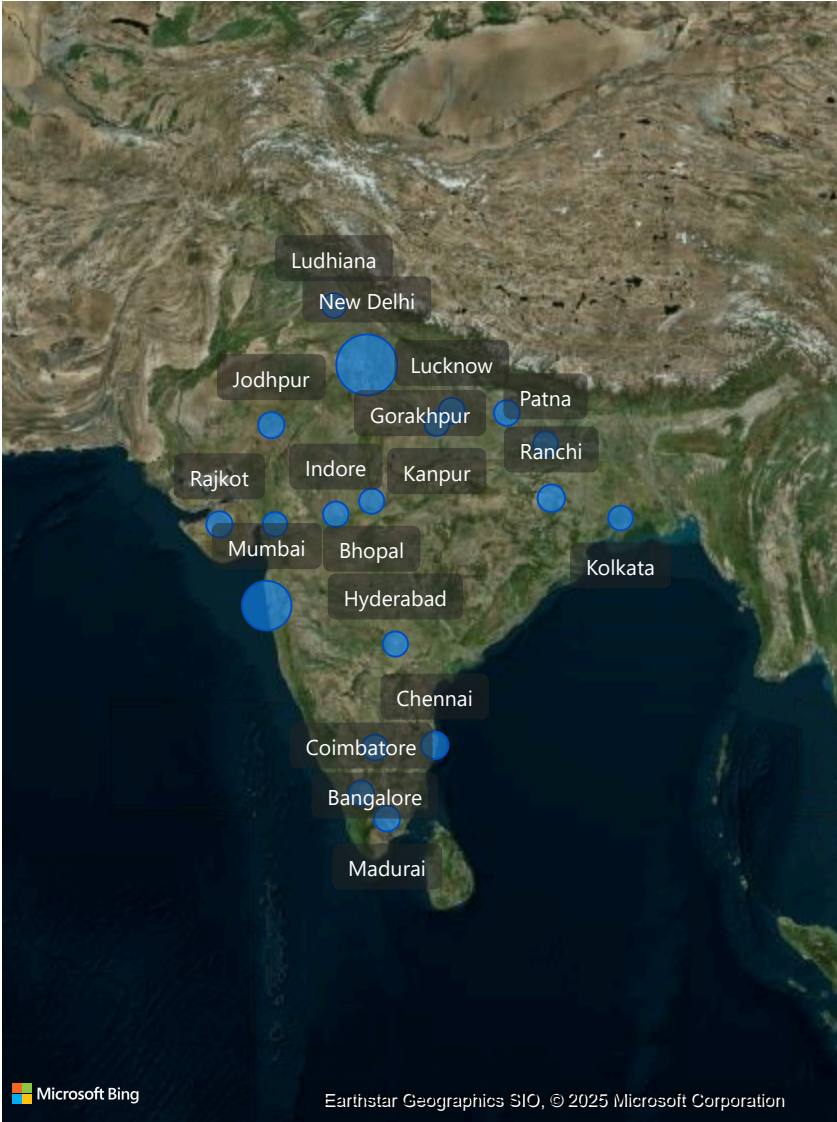 Ludhiana
New Delhi
Lucknow
Jodhpur
Patna
Gorakhpur
Ranchi
Indore
Kanpur
Rajkot
Mumbai
Bhopal
Kolkata
Hyderabad
Chennai
Coimbatore
Bangalore
Madurai
Microsoft Bing
Earthstar Geographics SIO, © 2025 Microsoft Corporation